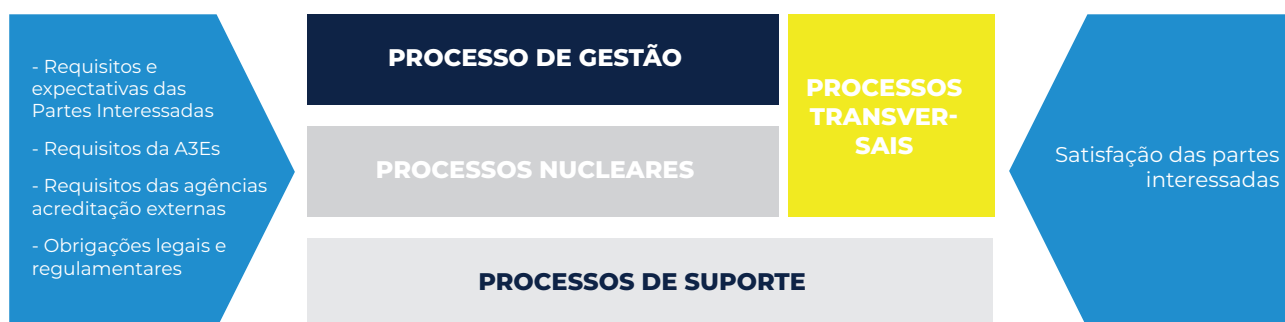 - Requisitos e
expectativas das
Partes Interessadas
- Requisitos da A3Es
- Requisitos das agências
acreditação externas
- Obrigações legais e
regulamentares
PROCESSO DE GESTÃO
PROCESSOS NUCLEARES
PROCESSOS
TRANSVER-
SAIS
PROCESSOS DE SUPORTE
Satisfação das partes
interessadas